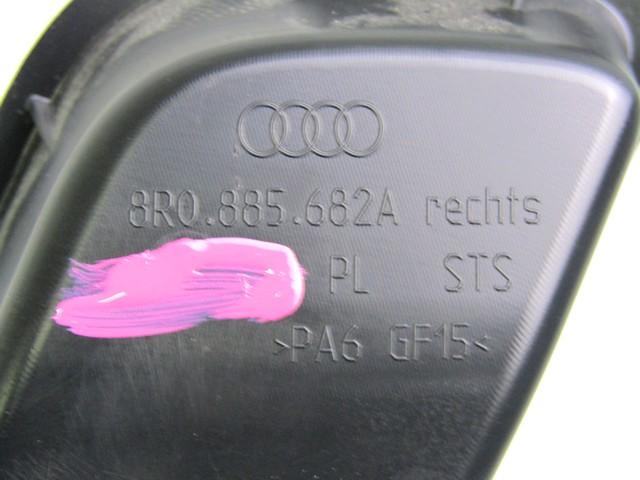 8R0.885.682A rechts
PL STS
>PA6 GF15<